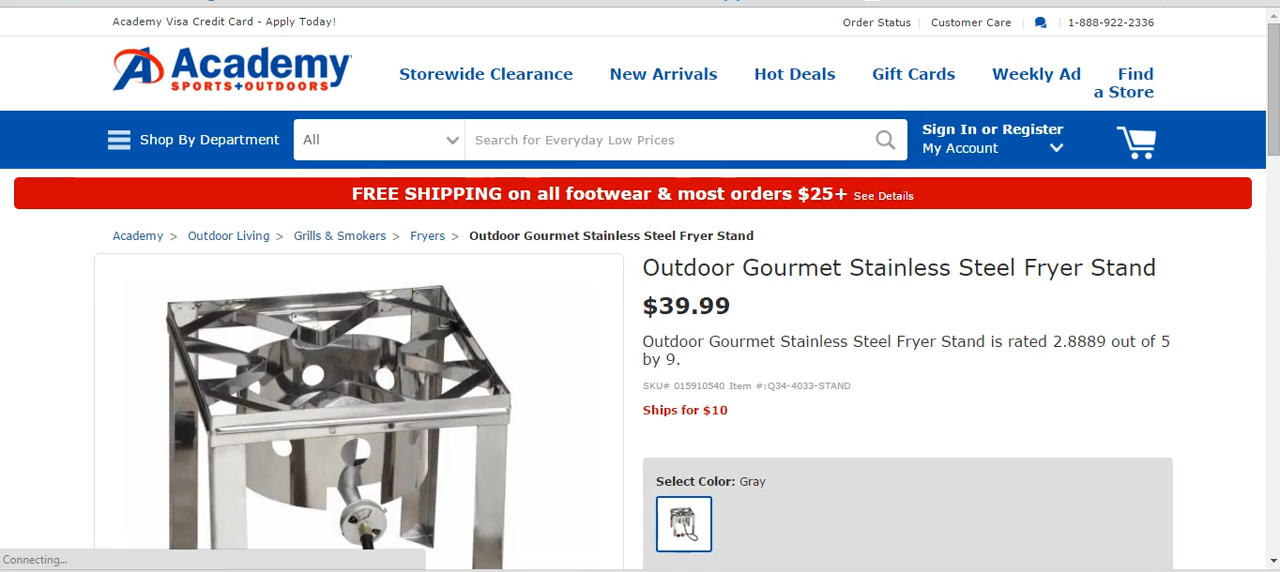 Academy Visa Credit Card - Apply Today!
Order Status
Customer Care
1-888-922-2336
Academy
SPORTS+OUTDOORS
Storewide Clearance
New Arrivals
Hot Deals
Gift Cards
Weekly Ad
Find
a Store
Shop By Department
All
Search for Everyday Low Prices
Sign In or Register
My Account
FREE SHIPPING on all footwear & most orders $25+ See Details
Academy > Outdoor Living > Grills & Smokers > Fryers > Outdoor Gourmet Stainless Steel Fryer Stand
Outdoor Gourmet Stainless Steel Fryer Stand
$39.99
Outdoor Gourmet Stainless Steel Fryer Stand is rated 2.8889 out of 5
by 9.
SKU# 015910540 Item #:Q34-4033-STAND
Ships for $10
Select Color: Gray
Connecting...